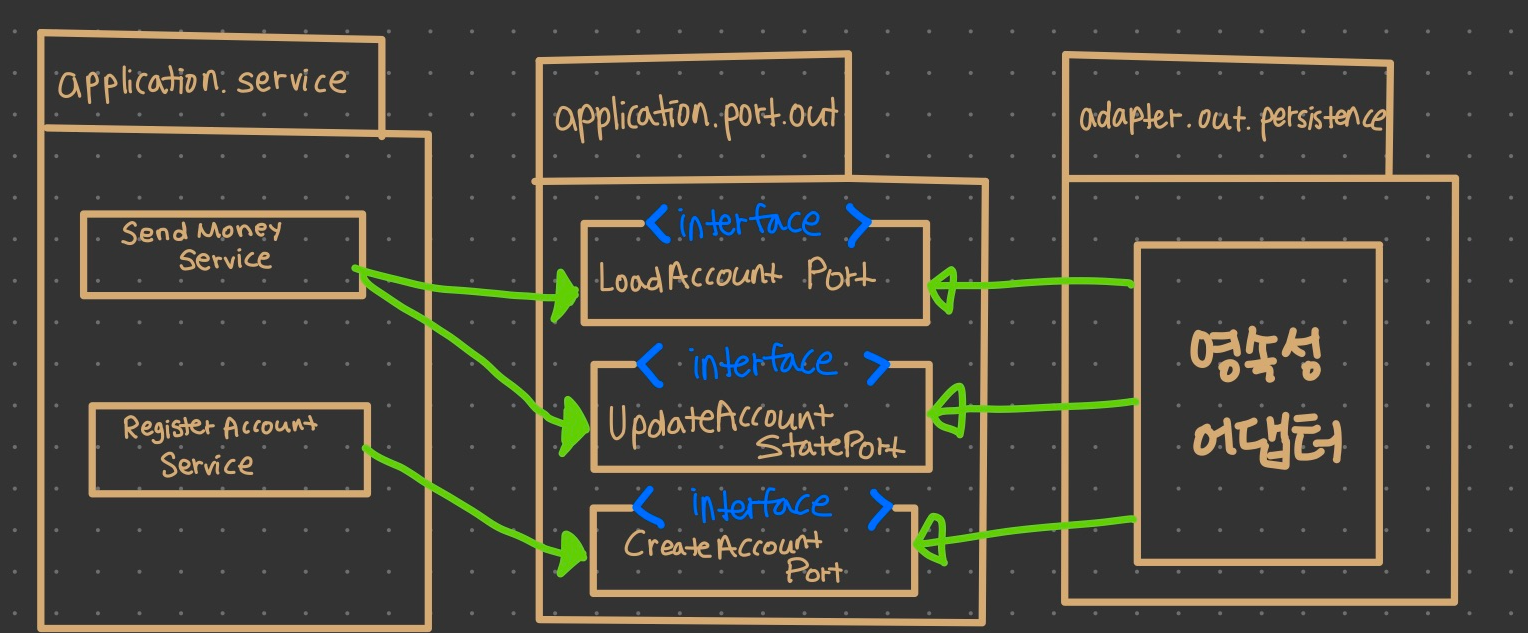 application.service
Send Money
Service
Register Account
Service
application.port.out
<interface>
LoadAccount Port
<interface>
UpdateAccount
StatePort
<interface>
CreateAccount
Port
adapter.out.persistence
영속성
어댑터